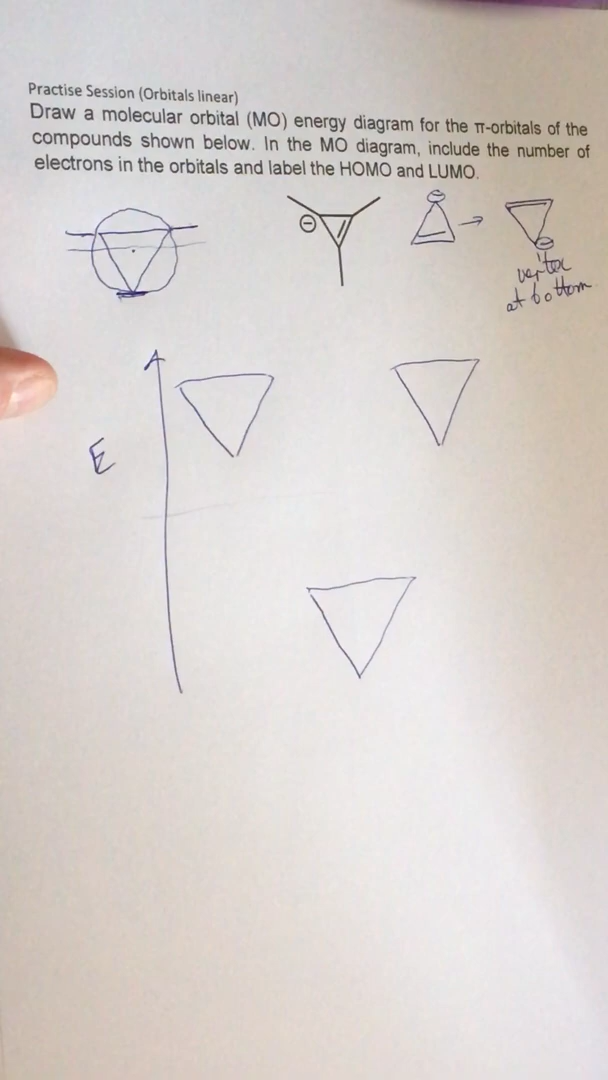 Practise Session (Orbitals linear)
Draw a molecular orbital (MO) energy diagram for the π-orbitals of the
compounds shown below. In the MO diagram, include the number of
electrons in the orbitals and label the HOMO and LUMO.
vertex
at bottom
E